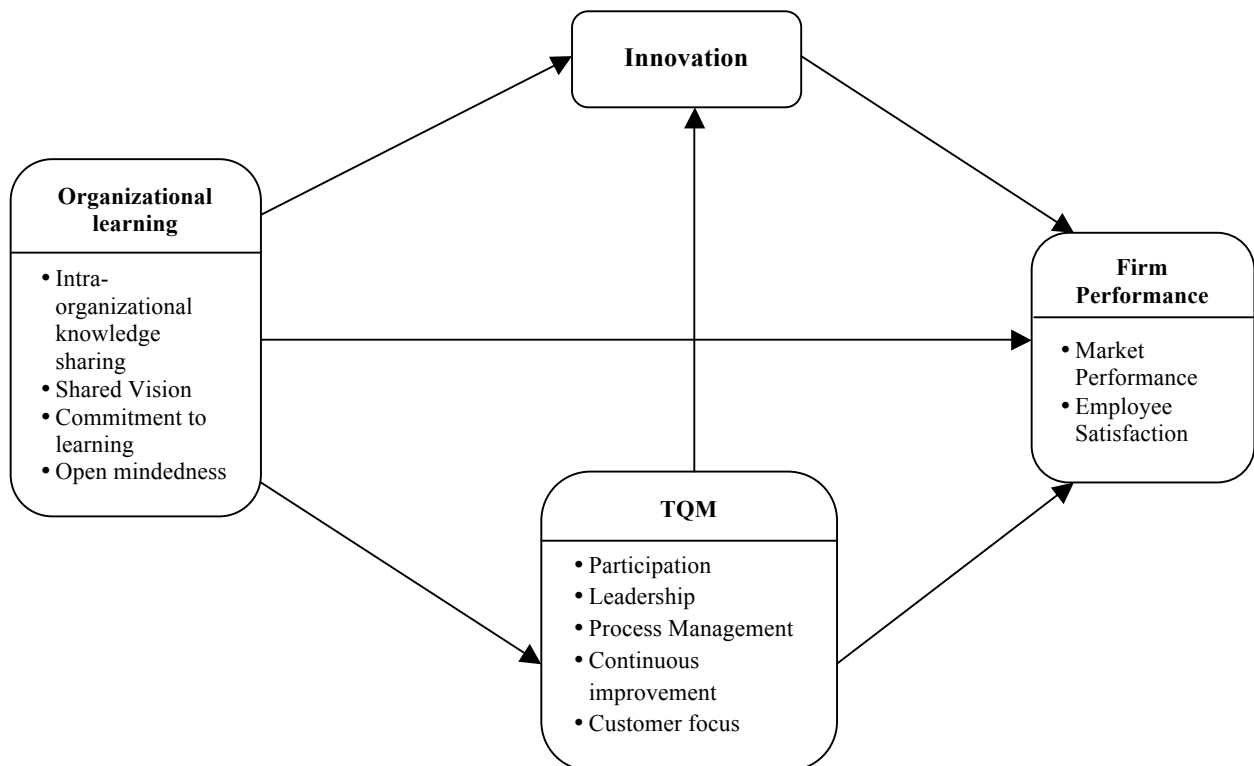 Innovation
Organizational
learning
• Intra-
organizational
knowledge
sharing
• Shared Vision
• Commitment to
learning
• Open mindedness
Firm
Performance
• Market
Performance
• Employee
Satisfaction
TQM
• Participation
• Leadership
• Process Management
• Continuous
improvement
• Customer focus